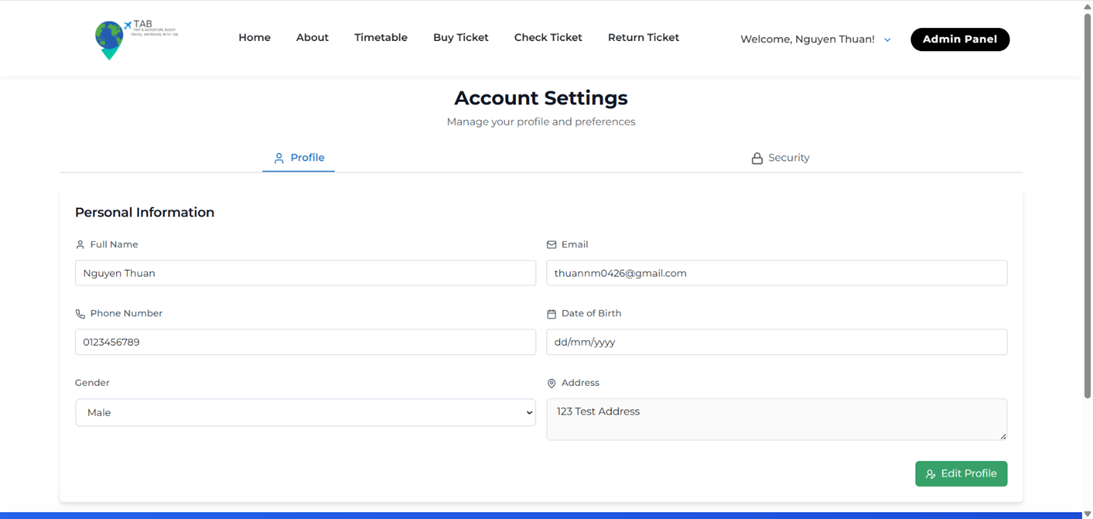 TAB
TRIP & ADVENTURE BUDDY
TRAVEL ANYWHERE WITH TAB
Home About Timetable Buy Ticket Check Ticket Return Ticket Welcome, Nguyen Thuan! Admin Panel
Account Settings
Manage your profile and preferences
Profile Security
Personal Information
Full Name Email
Nguyen Thuan thuannm0426@gmail.com
Phone Number Date of Birth
0123456789 dd/mm/yyyy
Gender Address
Male 123 Test Address
Edit Profile